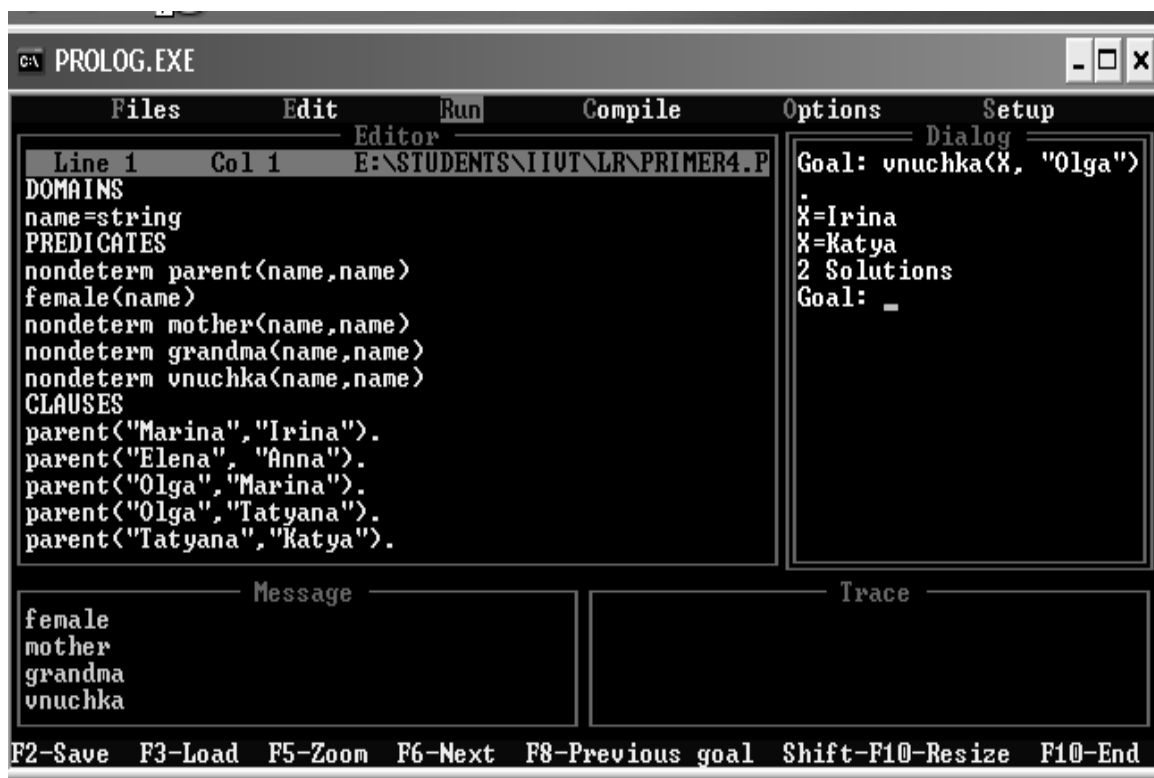 PROLOG.EXE
Files Edit Run Compile Options Setup
Editor
Line 1 Col 1 E:\STUDENTS\IIVT\LR\PRIMER4.P
DOMAINS
name=string
PREDICATES
nondeterm parent(name,name)
female(name)
nondeterm mother(name,name)
nondeterm grandma(name,name)
nondeterm vnuchka(name,name)
CLAUSES
parent("Marina","Irina").
parent("Elena", "Anna").
parent("Olga","Marina").
parent("Olga","Tatyana").
parent("Tatyana","Katya").
Dialog
Goal: vnuchka(X, "Olga")
.
X=Irina
X=Katya
2 Solutions
Goal: _
Message
female
mother
grandma
vnuchka
Trace
F2-Save F3-Load F5-Zoom F6-Next F8-Previous goal Shift-F10-Resize F10-End